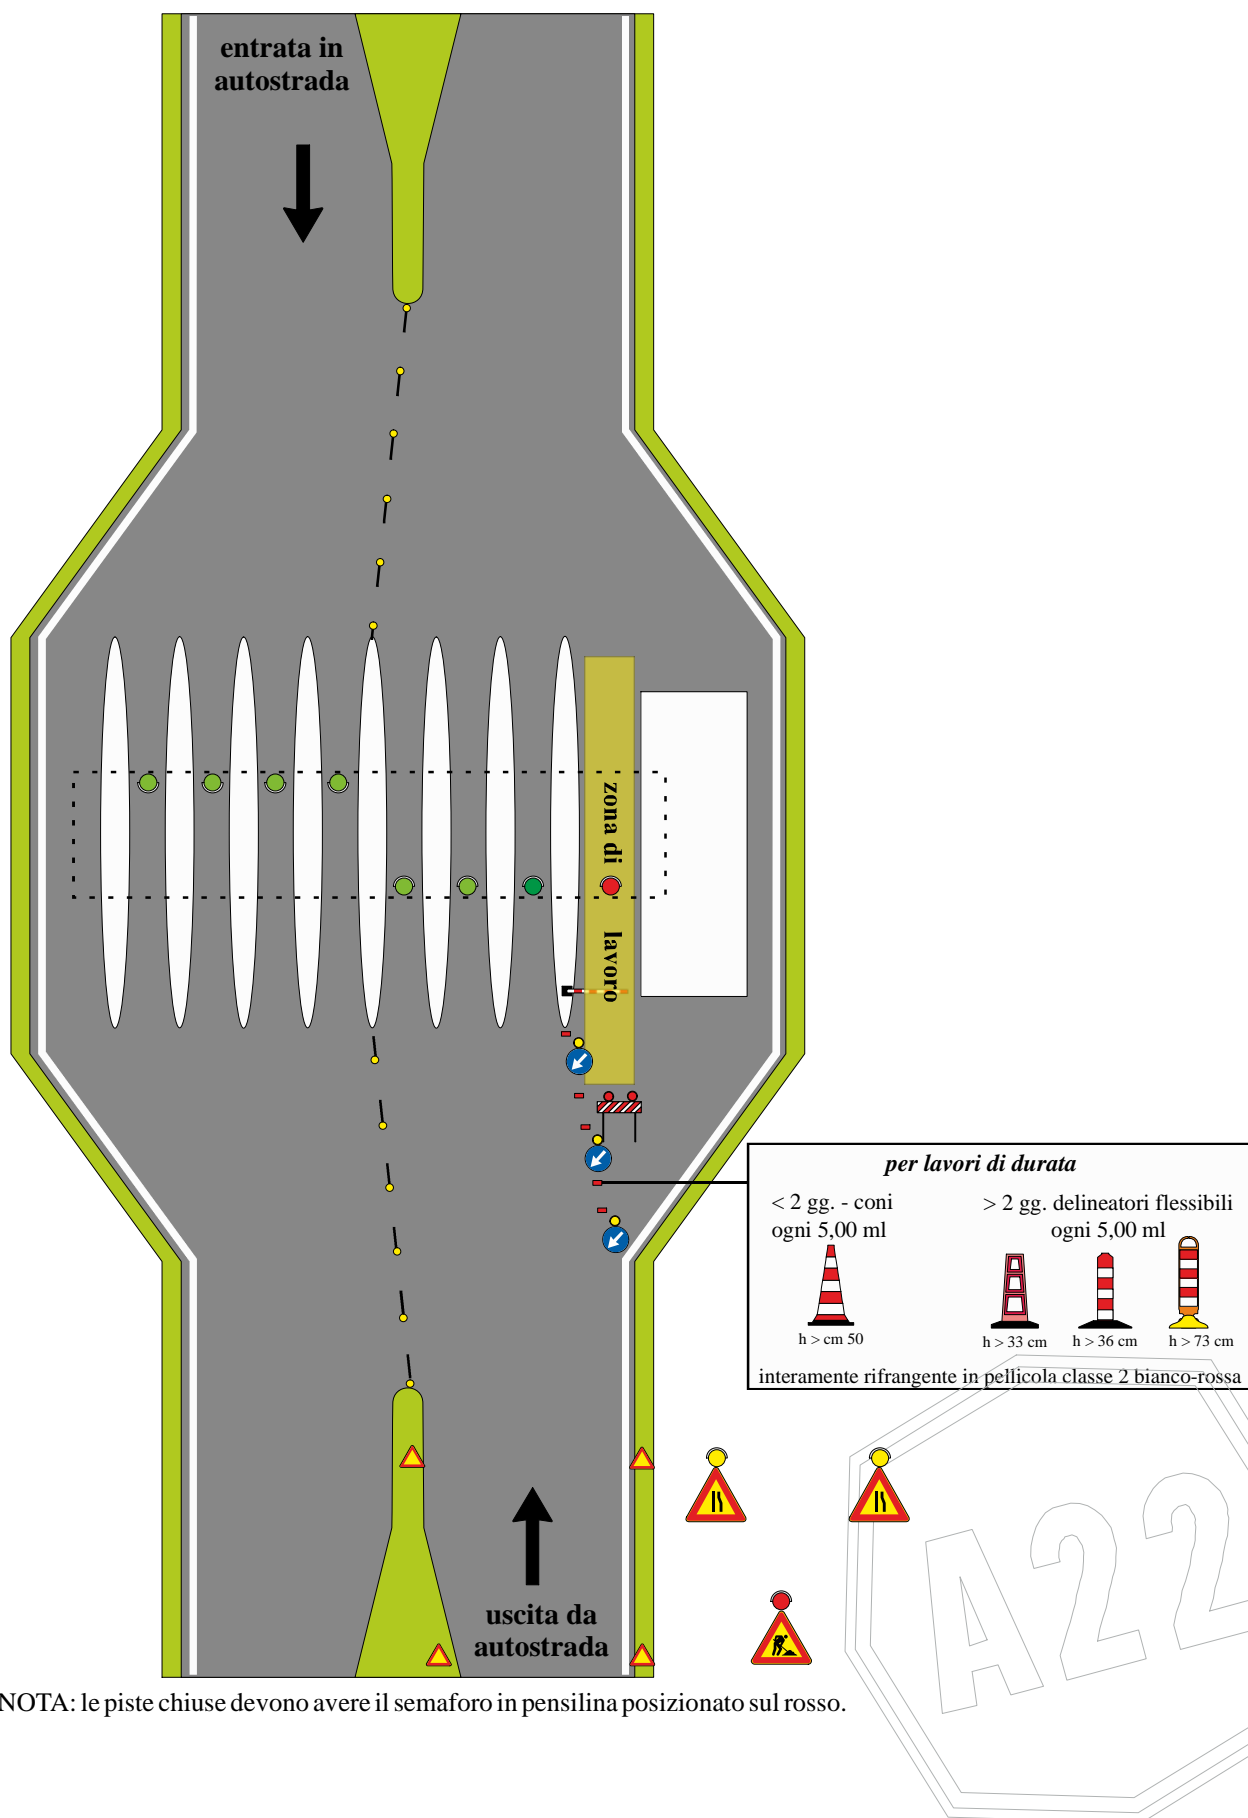 entrata in
autostrada
zona di lavoro
per lavori di durata
< 2 gg. - coni
ogni 5,00 ml
> 2 gg. delineatori flessibili
ogni 5,00 ml
h > cm 50
h > 33 cm
h > 36 cm
h > 73 cm
interamente rifrangente in pellicola classe 2 bianco-rossa
A22
uscita da
autostrada
NOTA: le piste chiuse devono avere il semaforo in pensilina posizionato sul rosso.